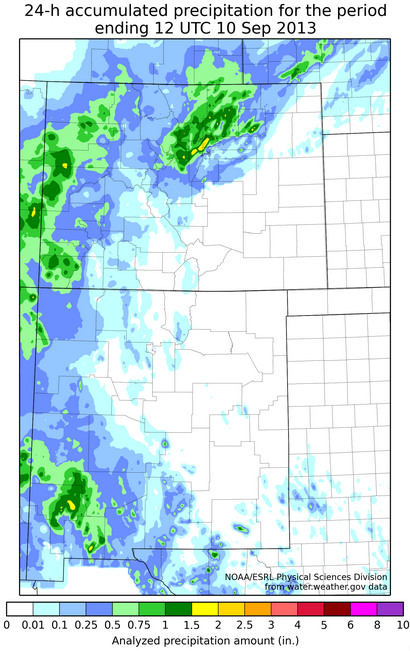 24-h accumulated precipitation for the period
ending 12 UTC 10 Sep 2013
NOAA/ESRL Physical Sciences Division
from water.weather.gov data
0 0.01 0.1 0.25 0.5 0.75 1 1.5 2 2.5 3 4 5 6 8 10
Analyzed precipitation amount (in.)